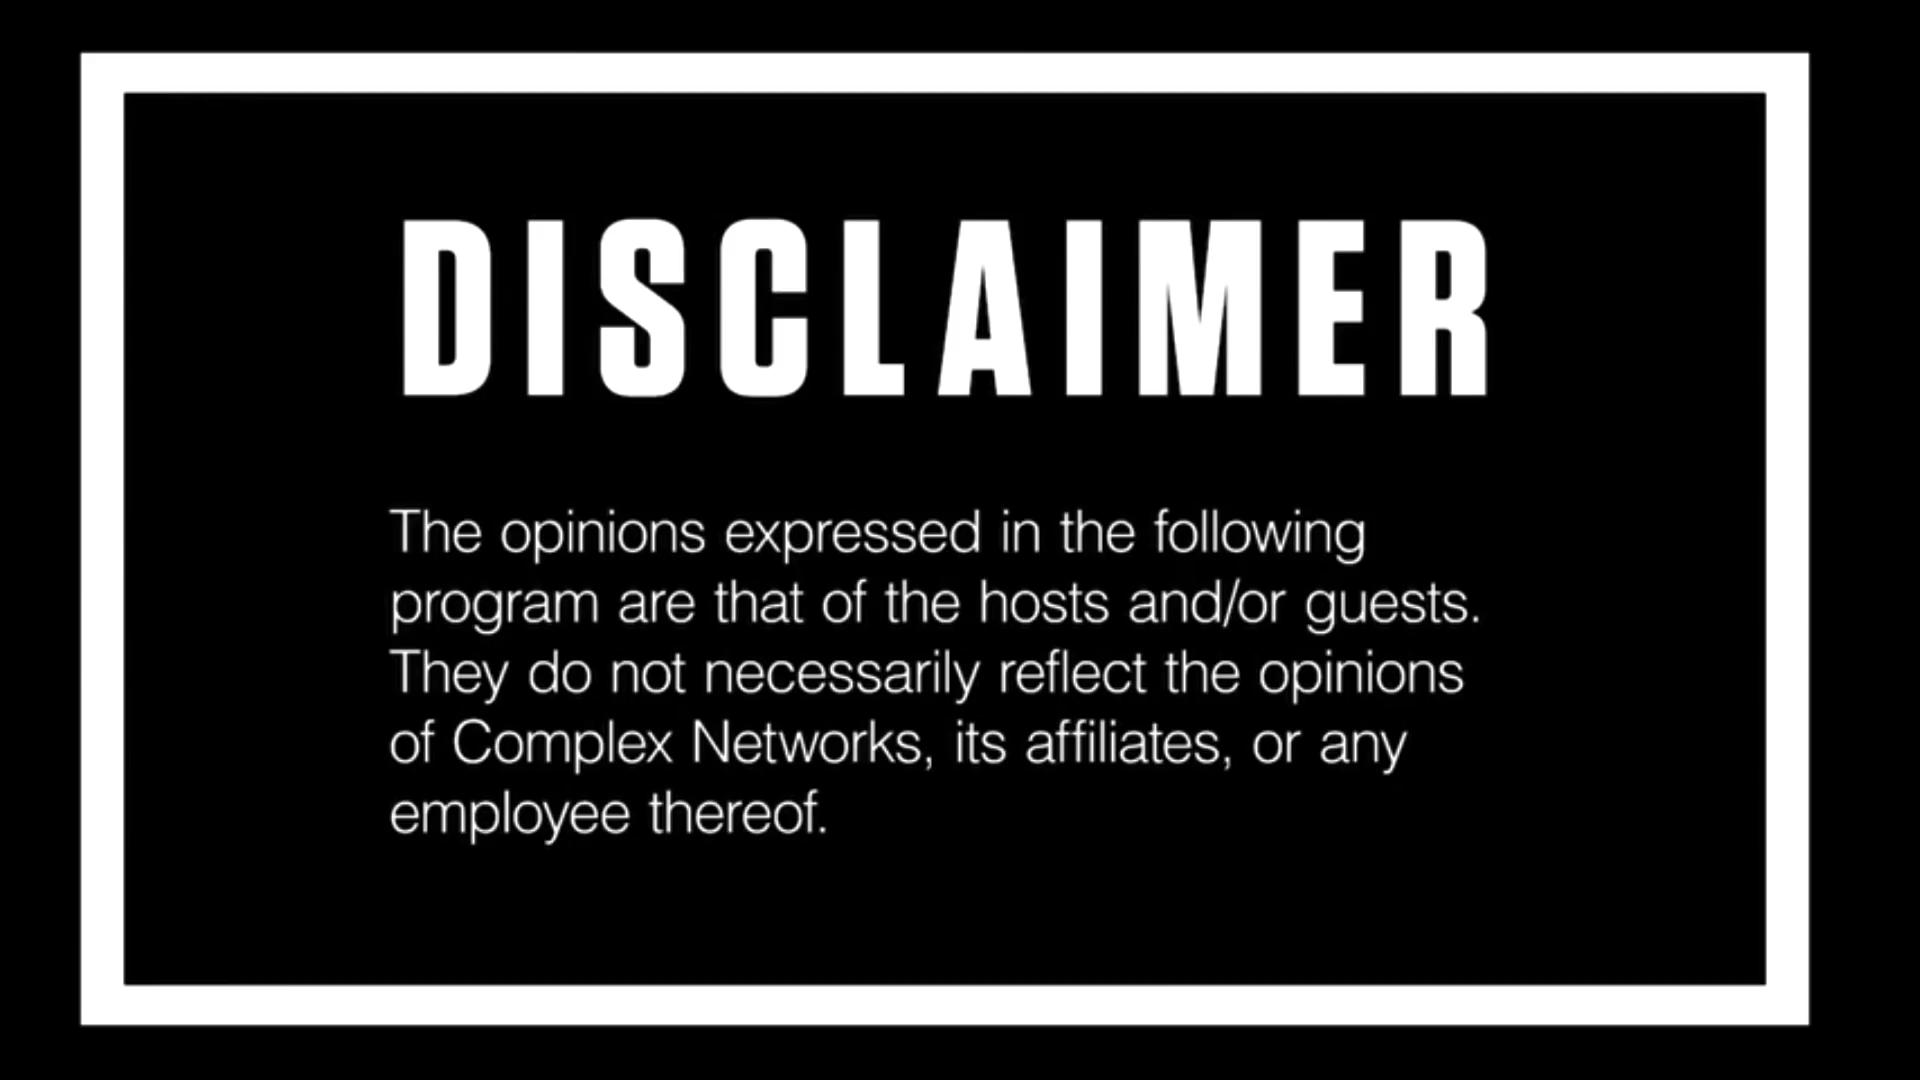 DISCLAIMER
The opinions expressed in the following
program are that of the hosts and/or guests.
They do not necessarily reflect the opinions
of Complex Networks, its affiliates, or any
employee thereof.